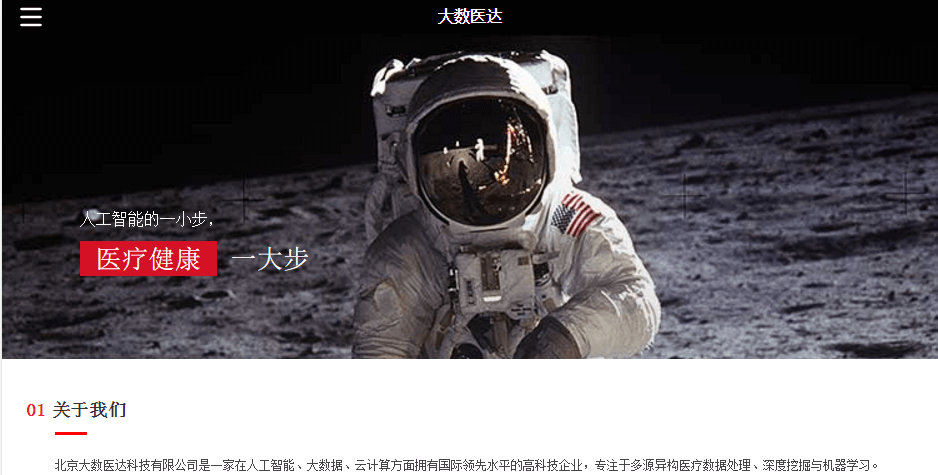 大数医达
人工智能的一小步，
医疗健康 一大步
01 关于我们
北京大数医达科技有限公司是一家在人工智能、大数据、云计算方面拥有国际领先水平的高科技企业，专注于多源异构医疗数据处理、深度挖掘与机器学习。